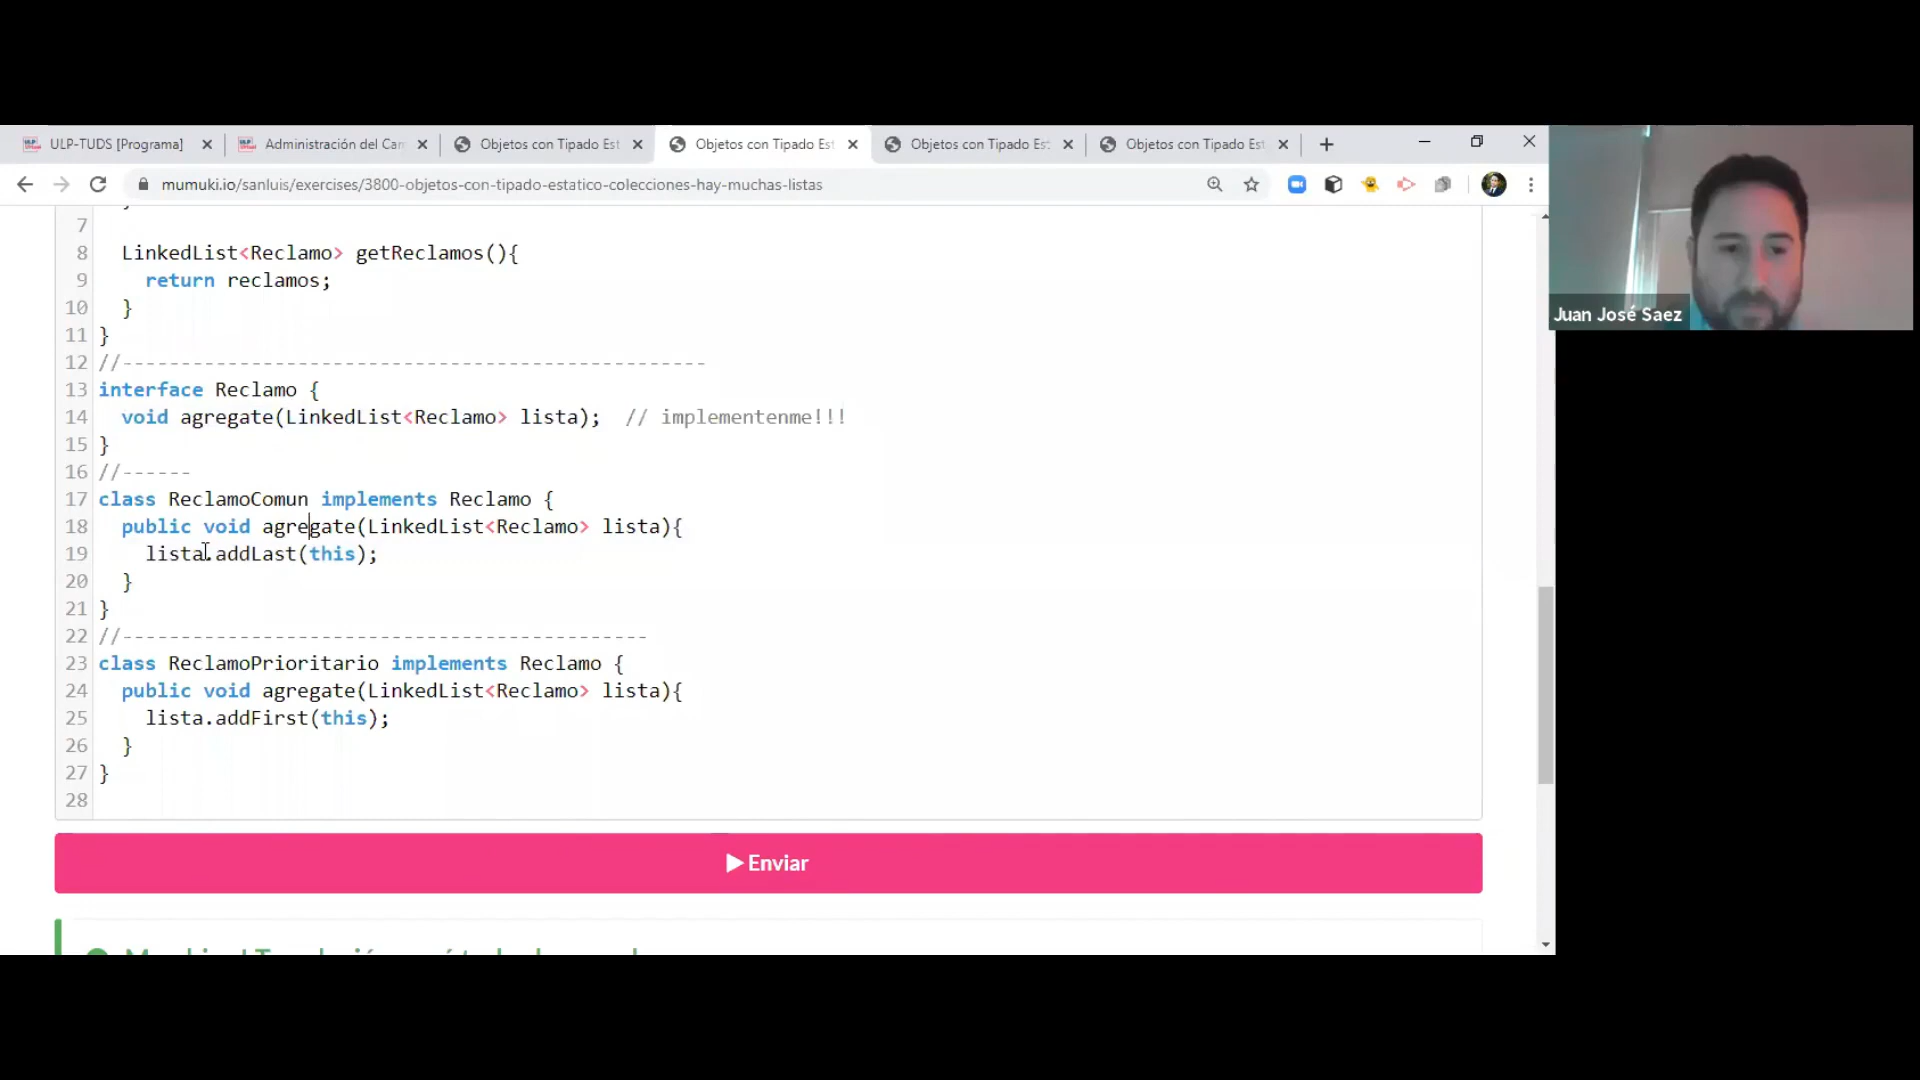 ULP-TUDS [Programa]
Administración del Can
Objetos con Tipado Est
Objetos con Tipado Est
Objetos con Tipado Es
Objetos con Tipado Est
mumuki.io/sanluis/exercises/3800-objetos-con-tipado-estatico-colecciones-hay-muchas-listas
7
8 LinkedList<Reclamo> getReclamos(){
9 return reclamos;
10 }
11 }
12 //--------------------------------------------------
13 interface Reclamo {
14 void agregate(LinkedList<Reclamo> lista); // implementenme!!!
15 }
16 //------
17 class ReclamoComun implements Reclamo {
18 public void agregate(LinkedList<Reclamo> lista){
19 lista.addLast(this);
20 }
21 }
22 //---------------------------------------------
23 class ReclamoPrioritario implements Reclamo {
24 public void agregate(LinkedList<Reclamo> lista){
25 lista.addFirst(this);
26 }
27 }
28
Enviar
Juan José Saez